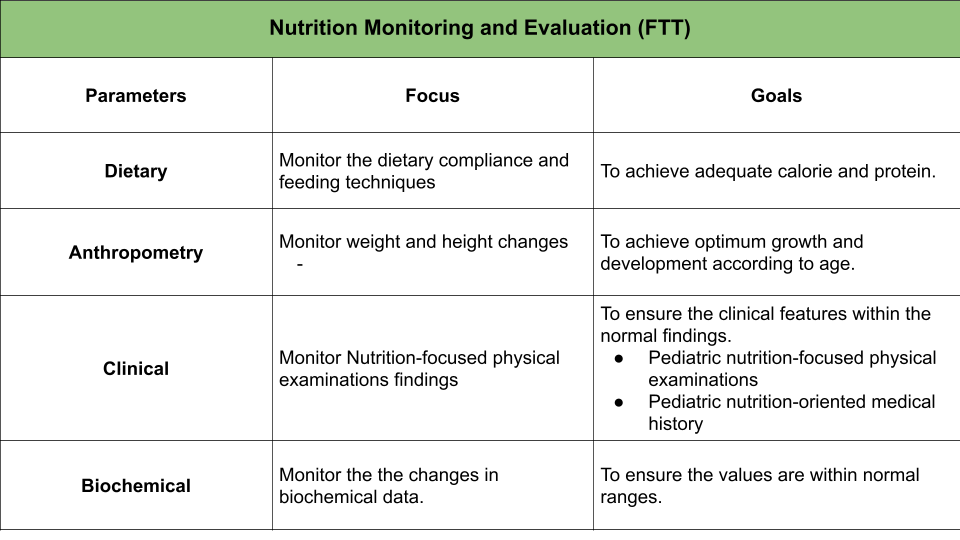 Nutrition Monitoring and Evaluation (FTT)
Parameters
Focus
Goals
Dietary
Monitor the dietary compliance and
feeding techniques
To achieve adequate calorie and protein.
Anthropometry
Monitor weight and height changes
-
To achieve optimum growth and
development according to age.
Clinical
Monitor Nutrition-focused physical
examinations findings
To ensure the clinical features within the
normal findings.
● Pediatric nutrition-focused physical
examinations
● Pediatric nutrition-oriented medical
history
Biochemical
Monitor the the changes in
biochemical data.
To ensure the values are within normal
ranges.